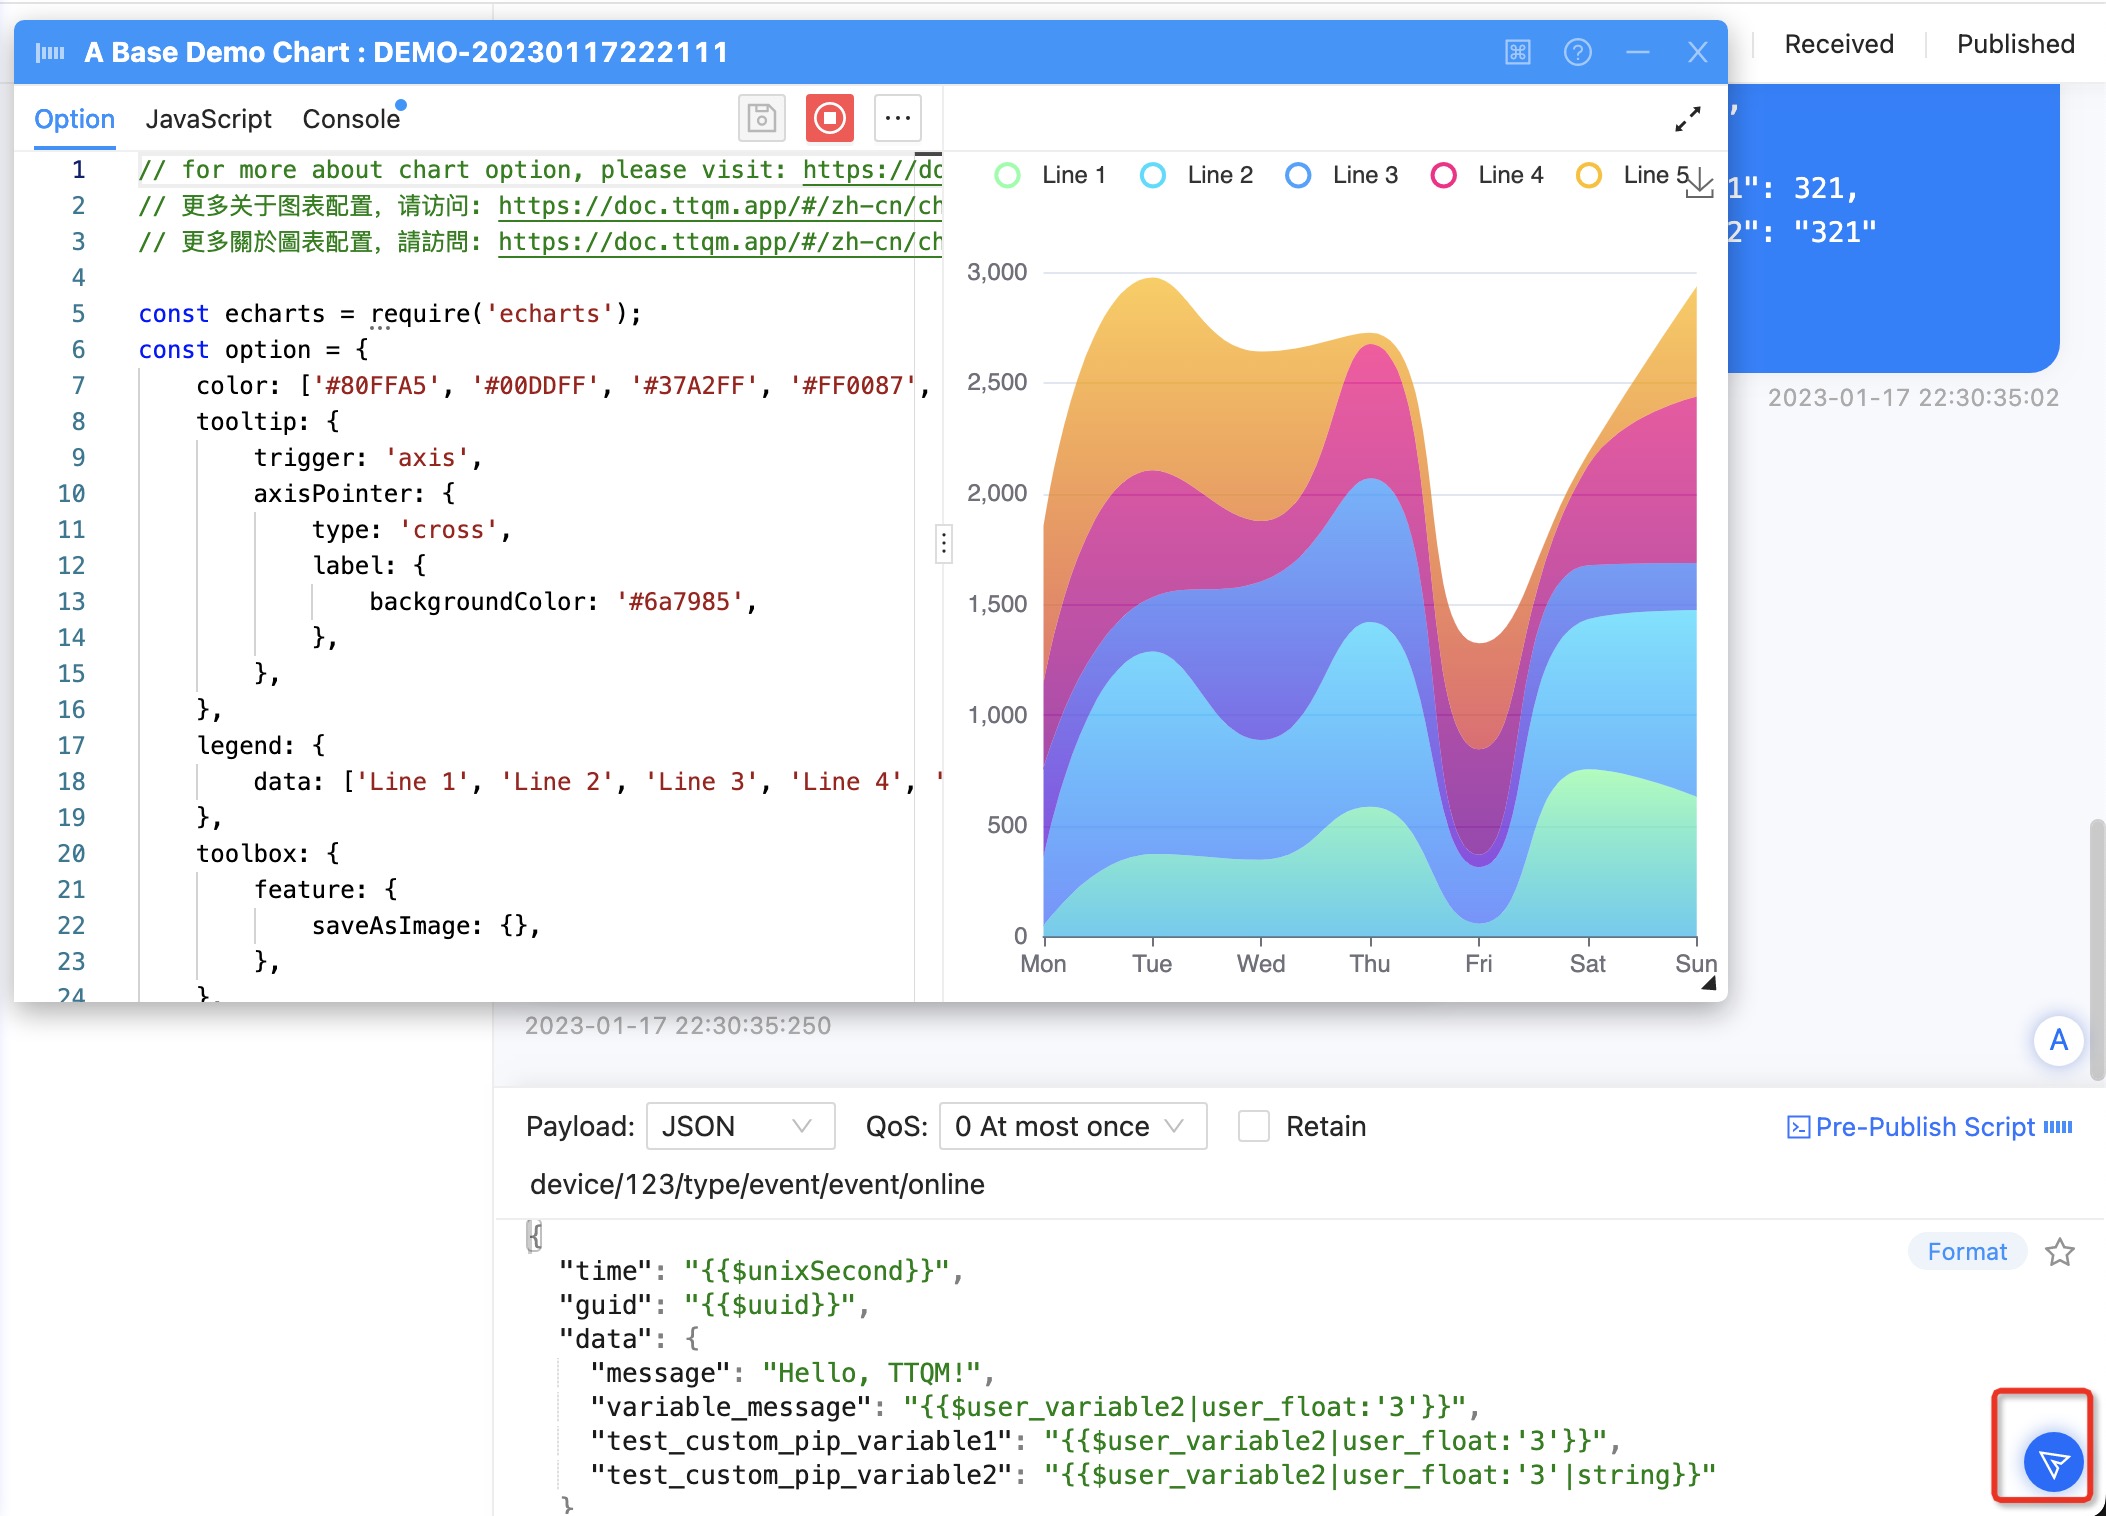 A Base Demo Chart : DEMO-20230117222111
Received
Published
Option
JavaScript
Console
1 // for more about chart option, please visit: https://do
2 // 更多关于图表配置，请访问: https://doc.ttqm.app/#/zh-cn/ch
3 // 更多關於圖表配置，請訪問: https://doc.ttqm.app/#/zh-cn/ch
4
5 const echarts = require('echarts');
6 const option = {
7 color: ['#80FFA5', '#00DDFF', '#37A2FF', '#FF0087',
8 tooltip: {
9 trigger: 'axis',
10 axisPointer: {
11 type: 'cross',
12 label: {
13 backgroundColor: '#6a7985',
14 },
15 },
16 },
17 legend: {
18 data: ['Line 1', 'Line 2', 'Line 3', 'Line 4', '
19 },
20 toolbox: {
21 feature: {
22 saveAsImage: {},
23 },
24 },
Line 1
Line 2
Line 3
Line 4
Line 5
3,000
2,500
2,000
1,500
1,000
500
0
Mon
Tue
Wed
Thu
Fri
Sat
Sun
,
1": 321,
2": "321"
2023-01-17 22:30:35:02
2023-01-17 22:30:35:250
A
Payload: JSON
QoS: 0 At most once
Retain
Pre-Publish Script
device/123/type/event/event/online
Format
{
"time": "{{$unixSecond}}",
"guid": "{{$uuid}}",
"data": {
"message": "Hello, TTQM!",
"variable_message": "{{$user_variable2|user_float:'3'}}",
"test_custom_pip_variable1": "{{$user_variable2|user_float:'3'}}",
"test_custom_pip_variable2": "{{$user_variable2|user_float:'3'|string}}"
}